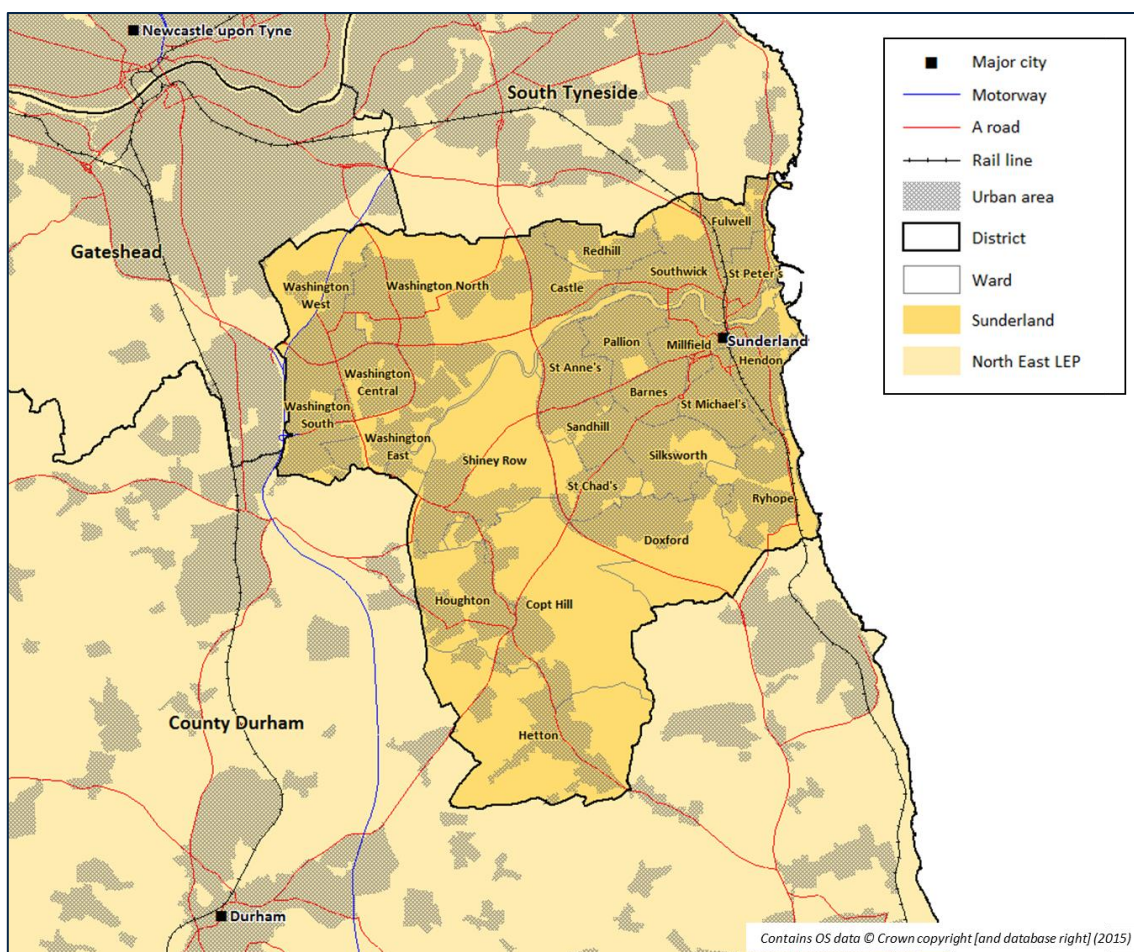 Newcastle upon Tyne
South Tyneside
Gateshead
Fulwell
Redhill
Southwick
St Peter's
Washington
West
Washington North
Castle
Pallion
Millfield
Sunderland
Hendon
St Anne's
Washington
Central
Barnes
St Michael's
Washington
South
Sandhill
Washington
East
Shiney Row
Silksworth
St Chad's
Ryhope
Doxford
Houghton
Copt Hill
County Durham
Hetton
Durham
Major city
Motorway
A road
Rail line
Urban area
District
Ward
Sunderland
North East LEP
Contains OS data © Crown copyright [and database right] (2015)